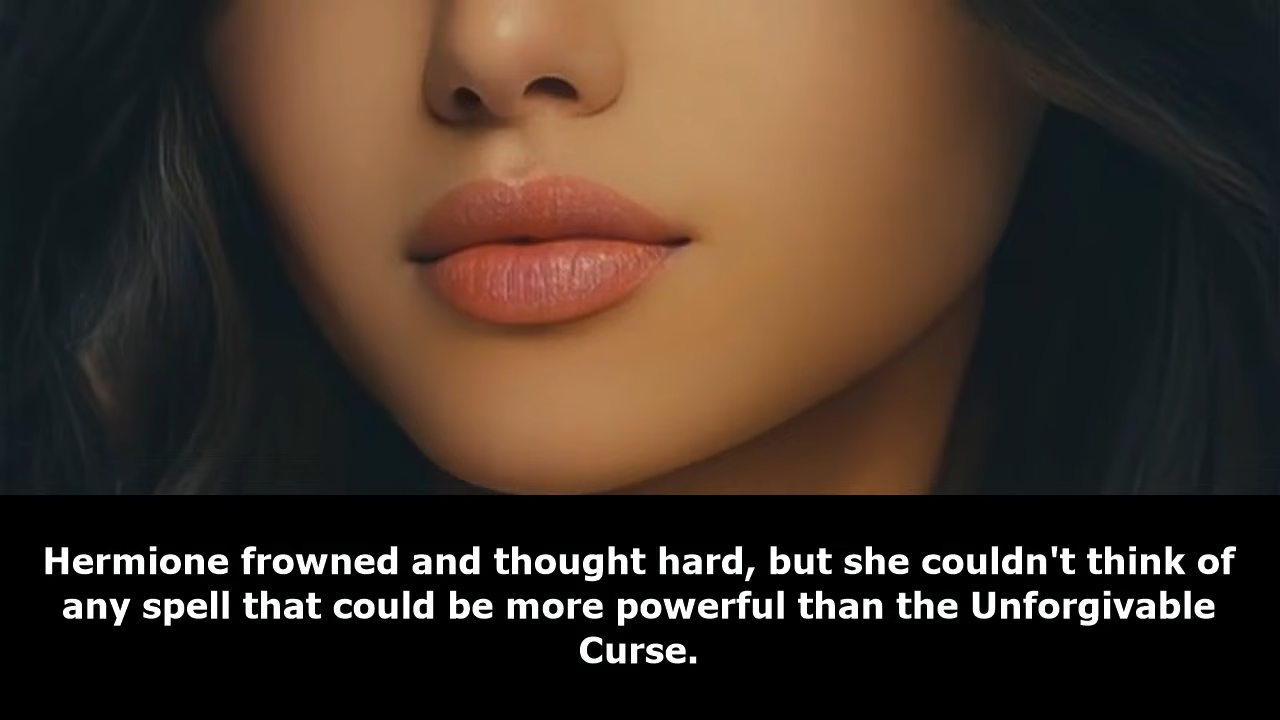 Hermione frowned and thought hard, but she couldn't think of
any spell that could be more powerful than the Unforgivable
Curse.